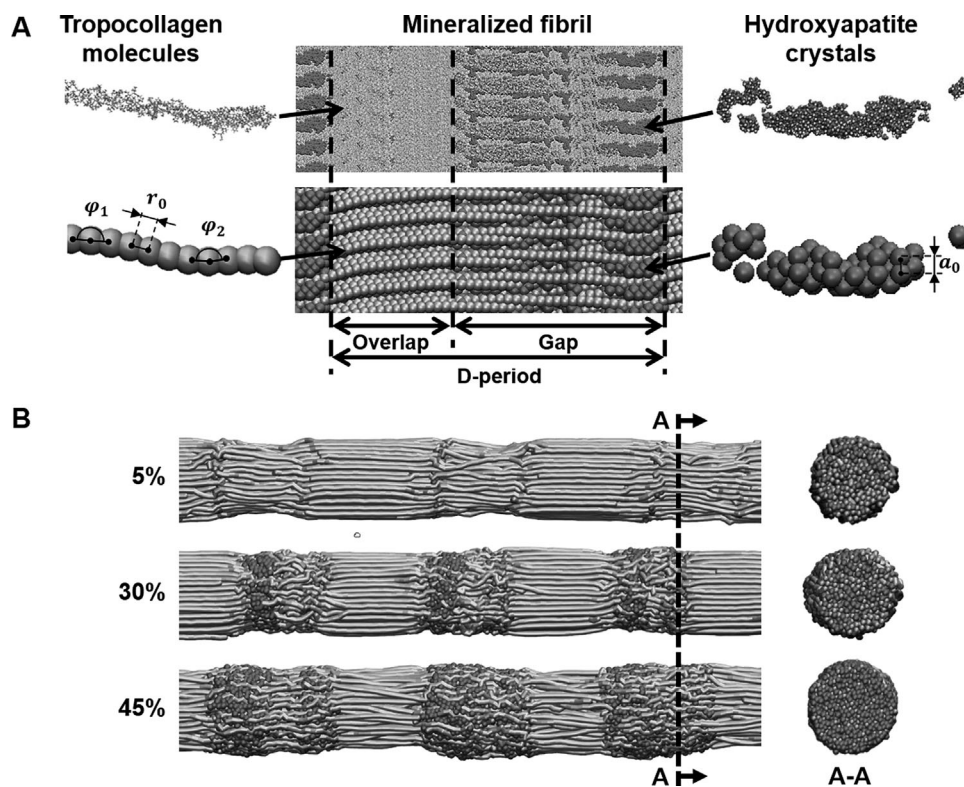 A
Tropocollagen
molecules
Mineralized fibril
Hydroxyapatite
crystals
φ₁
r₀
φ₂
a₀
Overlap
Gap
D-period
B
A
5%
30%
45%
A
A-A